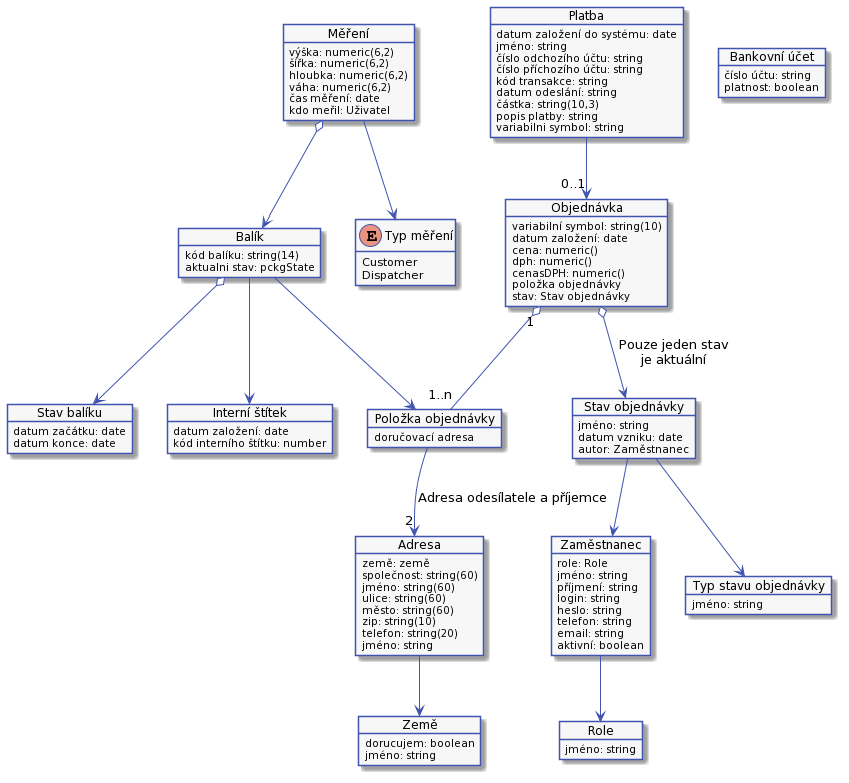 Měření
výška: numeric(6,2)
šířka: numeric(6,2)
hloubka: numeric(6,2)
váha: numeric(6,2)
čas měření: date
kdo meřil: Uživatel
Platba
datum založení do systému: date
jméno: string
číslo odchozího účtu: string
číslo příchozího účtu: string
kód transakce: string
datum odeslání: string
částka: string(10,3)
popis platby: string
variabilni symbol: string
Bankovní účet
číslo účtu: string
platnost: boolean
0..1
Balík
kód balíku: string(14)
aktualni stav: pckgState
E Typ měření
Customer
Dispatcher
Objednávka
variabilní symbol: string(10)
datum založení: date
cena: numeric()
dph: numeric()
cenasDPH: numeric()
položka objednávky
stav: Stav objednávky
1
Pouze jeden stav
je aktuální
1..n
Stav balíku
datum začátku: date
datum konce: date
Interní štítek
datum založení: date
kód interního štítku: number
Položka objednávky
doručovací adresa
Stav objednávky
jméno: string
datum vzniku: date
autor: Zaměstnanec
Adresa odesílatele a příjemce
2
Adresa
země: země
společnost: string(60)
jméno: string(60)
ulice: string(60)
město: string(60)
zip: string(10)
telefon: string(20)
jméno: string
Zaměstnanec
role: Role
jméno: string
příjmení: string
login: string
heslo: string
telefon: string
email: string
aktivní: boolean
Typ stavu objednávky
jméno: string
Země
dorucujem: boolean
jméno: string
Role
jméno: string